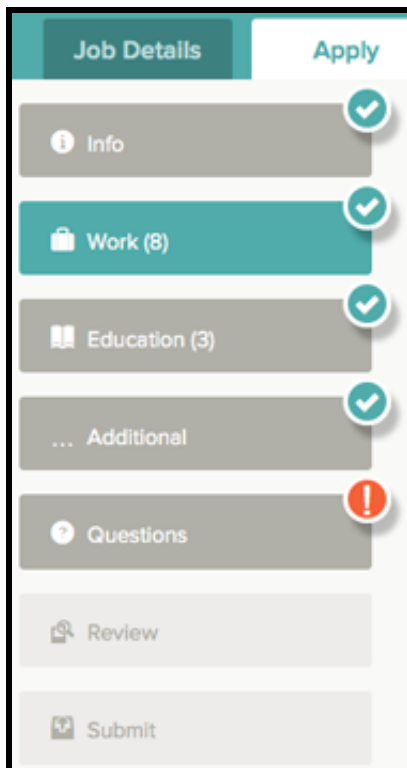 Job Details
Apply
Info
Work (8)
Education (3)
... Additional
Questions
Review
Submit